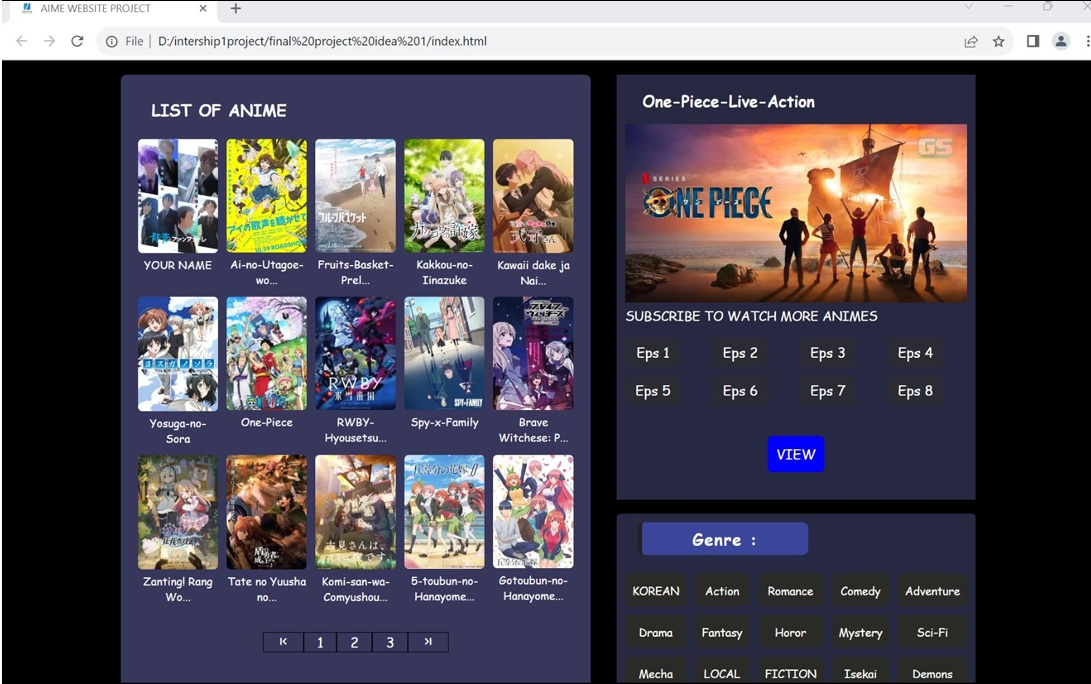 AIME WEBSITE PROJECT
File | D:/intership1project/final%20project%20idea%201/index.html
LIST OF ANIME
YOUR NAME
Ai-no-Utagoe-
wo...
Fruits-Basket-
Prel...
Kakkou-no-
Iinazuke
Kawaii dake ja
Nai...
Yosuga-no-
Sora
One-Piece
RWBY-
Hyousetsu...
Spy-x-Family
Brave
Witchese: P...
Zanting! Rang
Wo...
Tate no Yuusha
no...
Komi-san-wa-
Comyushou...
5-toubun-no-
Hanayome...
Gotoubun-no-
Hanayome...
1 2 3
One-Piece-Live-Action
GS
SERIES
ONE PIECE
SUBSCRIBE TO WATCH MORE ANIMES
Eps 1 Eps 2 Eps 3 Eps 4
Eps 5 Eps 6 Eps 7 Eps 8
VIEW
Genre :
KOREAN Action Romance Comedy Adventure
Drama Fantasy Horor Mystery Sci-Fi
Mecha LOCAL FICTION Isekai Demons